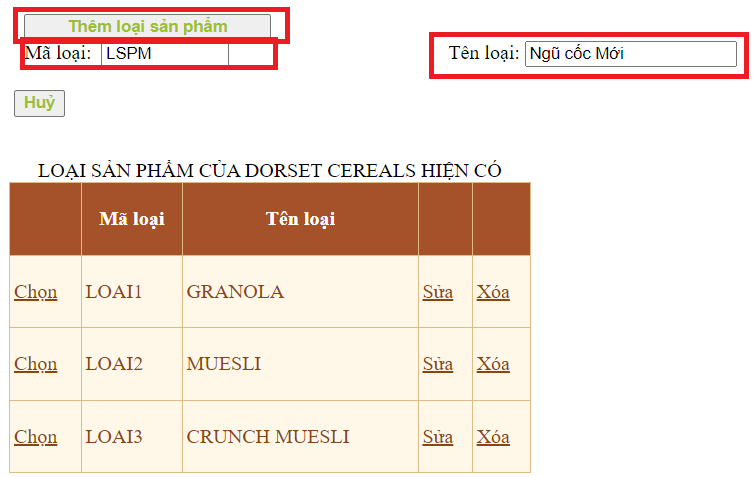 Thêm loại sản phẩm
Mã loại: LSPM Tên loại: Ngũ cốc Mới
Huỷ
LOẠI SẢN PHẨM CỦA DORSET CEREALS HIỆN CÓ
Mã loại Tên loại
Chọn LOAI1 GRANOLA Sửa Xóa
Chọn LOAI2 MUESLI Sửa Xóa
Chọn LOAI3 CRUNCH MUESLI Sửa Xóa